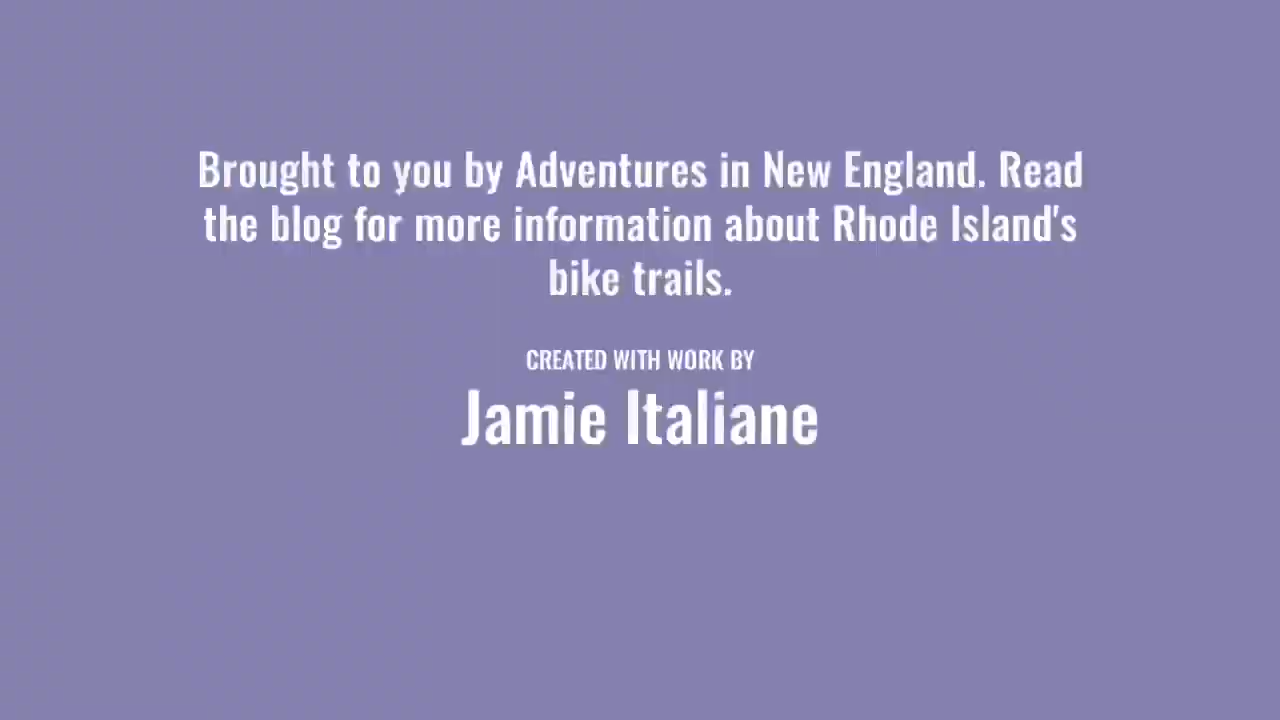 Brought to you by Adventures in New England. Read
the blog for more information about Rhode Island's
bike trails.
CREATED WITH WORK BY
Jamie Italiane